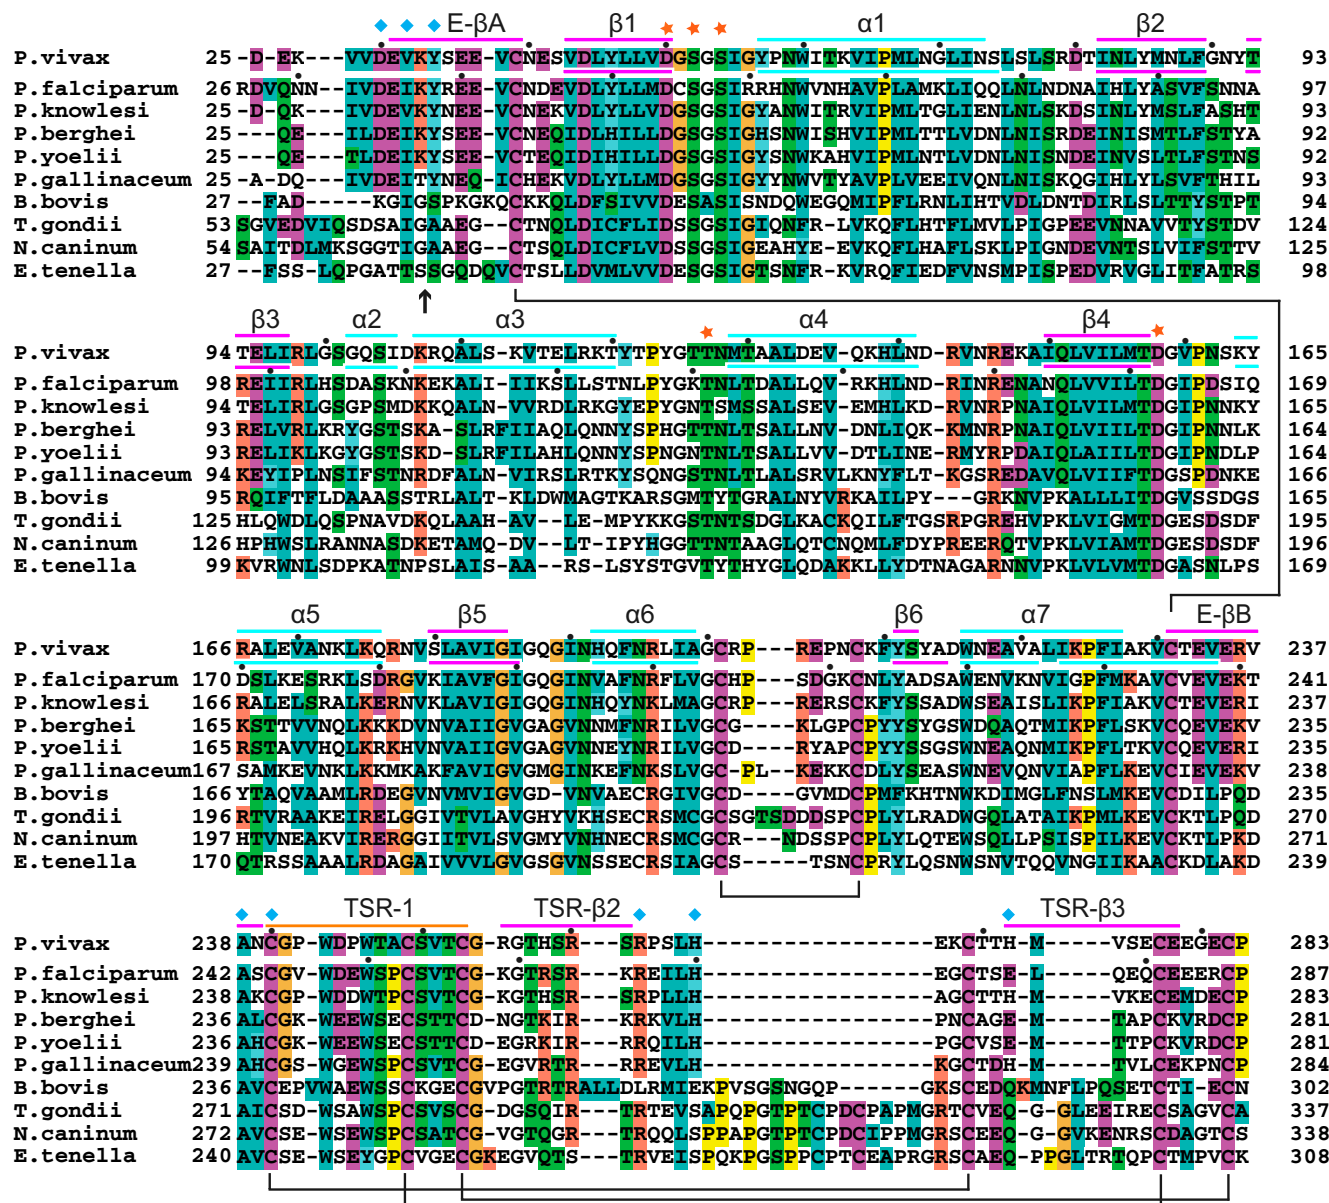 E-βA β1 α1 β2
P.vivax 25 -D-EK---VVDEVKYSEE-VCNESVDLYLLVDGSGSIGYPNWITKVIPMLNGLINSLSLSRDTINLYMNLFGNYT 93
P.falciparum 26 RDVQNN--IVDEIKYREE-VCNDEVDLYLLMDCSGSIRRHNWVNHAVPLAMKLIQQLNLNDNAIHLYASVFSNNA 97
P.knowlesi 25 -D-QK---IVDEVKYNEE-VCNEKVDLYLLVDGSGSIGYANWITRVIPMLTGLIENLNLSKDSINLYMSLFASHT 93
P.berghei 25 ---QE---ILDEIKYSEE-VCNEQIDLHILLDGSGSIGHSNWISHVIPMLTTLVDNLNISRDEINISMTLFSTYA 92
P.yoelii 25 ---QE---TLDEIKYSEE-VCTEQIDIHILLDGSGSIGYSNWKAHVIPMLNTLVDNLNISNDEINVSLTLFSTNS 92
P.gallinaceum 25 -A-DQ---IVDEITYNEQ-ICHEKVDLYLLMDGSGSIGYYNWVTYAVPLVEEIVQNLNISKQGIHLYLSVFTHIL 93
B.bovis 27 --FAD-----KGIGSPKGKQCKKQLDFSIVVDESASISNDQWEGQMIPFLRNLIHTVDLDNTDIRLSLTTYSTPT 94
T.gondii 53 SGVEDVIQSDSAIGAAEG--CTNQLDICFLIDSSGSIGIQNFR-LVKQFLHTFLMVLPIGPEEVNNAVVTYSTDV 124
N.caninum 54 SAITDLMKSGGTIGAAEG--CTSQLDICFLVDSSGSIGEAHYE-EVKQFLHAFLSKLPIGNDEVNTSLVIFSTTV 125
E.tenella 27 --FSS-LQPGATTSSGQDQVCTSLLDVMLVVDESGSIGTSNFR-KVRQFIEDFVNSMPISPEDVRVGLITFATRS 98
β3 α2 α3 α4 β4
P.vivax 94 TELIRLGSGQSIDKRQALS-KVTELRKTYTPYGTTNMTAALDEV-QKHLND-RVNREKAIQLVILMTDGVPNSKY 165
P.falciparum 98 REIIRLHSDASKNKEKALI-IIKSLLSTNLPYGKTNLTDALLQV-RKHLND-RINRENANQLVVILTDGIPDSIQ 169
P.knowlesi 94 TELIRLGSGPSMDKKQALN-VVRDLRKGYEPYGNTSMSSALSEV-EMHLKD-RVNRPNAIQLVILMTDGIPNNKY 165
P.berghei 93 RELVRLKRYGSTSKA-SLRFIIAQLQNNYSPHGTTNLTSALLNV-DNLIQK-KMNRPNAIQLVIILTDGIPNNLK 164
P.yoelii 93 RELIKLKGYGSTSKD-SLRFILAHLQNNYSPNGNTNLTSALLVV-DTLINE-RMYRPDAIQLAIILTDGIPNDLP 164
P.gallinaceum 94 KEYIPLNSIFSTNRDFALN-VIRSLRTKYSQNGSTNLTLALSRVLKNYFLT-KGSREDAVQLVIIFTDGSPDNKE 166
B.bovis 95 RQIFTFLDAAASSTRLALT-KLDWMAGTKARSGMTYTGRALNYVRKAILPY---GRKNVPKALLLITDGVSSDGS 165
T.gondii 125 HLQWDLQSPNAVDKQLAAH-AV--LE-MPYKKGSTNTSDGLKACKQILFTGSRPGREHVPKLVIGMTDGESDSDF 195
N.caninum 126 HPHWSLRANNASDKETAMQ-DV--LT-IPYHGGTTNTAAGLQTCNQMLFDYPREERQTVPKLVIAMTDGESDSDF 196
E.tenella 99 KVRWNLSDPKATNPSLAIS-AA--RS-LSYSTGVTYTHYGLQDAKKLLYDTNAGARNNVPKLVLVMTDGASNLPS 169
α5 β5 α6 β6 α7 E-βB
P.vivax 166 RALEVANKLKQRNVSLAVIGIGQGINHQFNRLIAGCRP---REPNCKFYSYADWNEAVALIKPFIAKVCTEVERV 237
P.falciparum 170 DSLKESRKLSDRGVKIAVFGIGQGINVAFNRFLVGCHP---SDGKCNLYADSAWENVKNVIGPFMKAVCVEVEKT 241
P.knowlesi 166 RALELSRALKERNVKLAVIGIGQGINHQYNKLMAGCRP---RERSCKFYSSADWSEAISLIKPFIAKVCTEVERI 237
P.berghei 165 KSTTVVNQLKKKDVNVAVIGVGAGVNNMFNRILVGCG----KLGPCPYYSYGSWDQAQTMIKPFLSKVCQEVEKV 235
P.yoelii 165 RSTAVVHQLKRKHVNVAIIGVGAGVNNEYNRILVGCD----RYAPCPYYSSGSWNEAQNMIKPFLTKVCQEVERI 235
P.gallinaceum 167 SAMKEVNKLKKMKAKFAVIGVGMGINKEFNKSLVGC-PL--KEKKCDLYSEASWNEVQNVIAPFLKEVCIEVEKV 238
B.bovis 166 YTAQVAAMLRDEGVNVMVIGVGD-VNVAECRGIVGCD----GVMDCPMFKHTNWKDIMGLFNSLMKEVCDILPQD 235
T.gondii 196 RTVRAAKEIRELGGIVTVLAVGHYVKHSECRSMCGCSGTSDDDSPCPLYLRADWGQLATAIKPMLKEVCKTLPQD 270
N.caninum 197 HTVNEAKVIRERGGIITVLSVGMYVNHNECRSMCGCR---NDSSPCPLYLQTEWSQLLPSISPILKEVCKTLPKD 271
E.tenella 170 QTRSSAAALRDAGAIVVVLGVGSGVNSSECRSIAGCS-----TSNCPRYLQSNWSNVTQQVNGIIKAACKDLAKD 239
TSR-1 TSR-β2 TSR-β3
P.vivax 238 ANCGP-WDPWTACSVTCG-RGTHSR---SRPSLH-----------------EKCTTH-M----VSECEEGECP 283
P.falciparum 242 ASCGV-WDEWSPCSVTCG-KGTRSR---KREILH-----------------EGCTSE-L----QEQCEEERCP 287
P.knowlesi 238 AKCGP-WDDWTPCSVTCG-KGTHSR---SRPLLH-----------------AGCTTH-M----VKECEMDECP 283
P.berghei 236 ALCGK-WEEWSECSTTCD-NGTKIR---KRKVLH-----------------PNCAGE-M----TAPCKVRDCP 281
P.yoelii 236 AHCGK-WEEWSECSTTCD-EGRKIR---RRQILH-----------------PGCVSE-M----TTPCKVRDCP 281
P.gallinaceum 239 AHCGS-WGEWSPCSVTCG-EGVRTR---RREVLH-----------------KGCTDH-M----TVLCEKPNCP 284
B.bovis 236 AVCEPVWAEWSSCKGECGVPGTRTRALLDLRMIEKPVSGSNGQP-------GKSCEDQKMNFLPQSETCTI-ECN 302
T.gondii 271 AICSD-WSAWSPCSVSCG-DGSQIR---TRTEVSAPQPGTPTCPDCPAPMGRTCVEQ-G-GLEEIRECSAGVCA 337
N.caninum 272 AVCSE-WSEWSPCSATCG-VGTQGR---TRQQLSPPAPGTPTCPDCIPPMGRSCEEQ-G-GVKENRSCDAGTCS 338
E.tenella 240 AVCSE-WSEYGPCVGECGKEGVQTS---TRVEISPQKPGSPPCPTCEAPRGRSCAEQ-PPGLTRTQPCTMPVCK 308